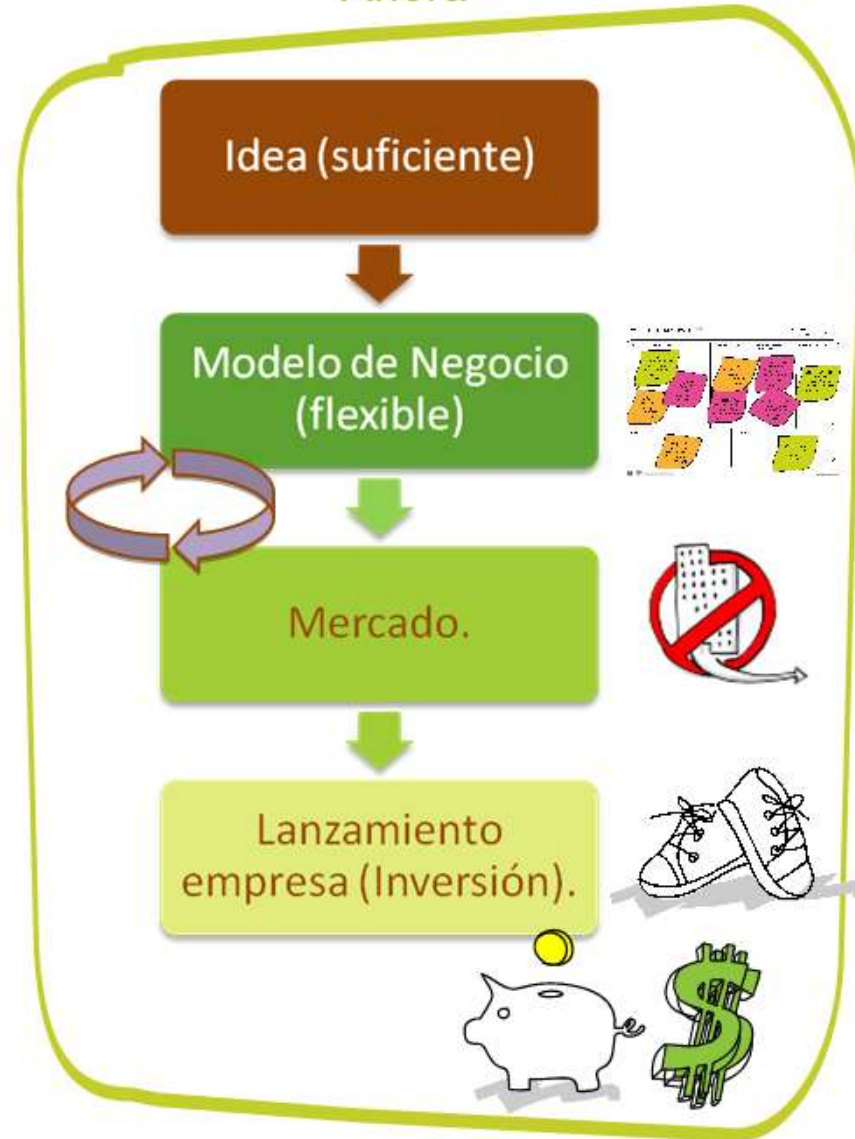 Idea (suficiente)
Modelo de Negocio
(flexible)
Mercado.
Lanzamiento
empresa (Inversión).